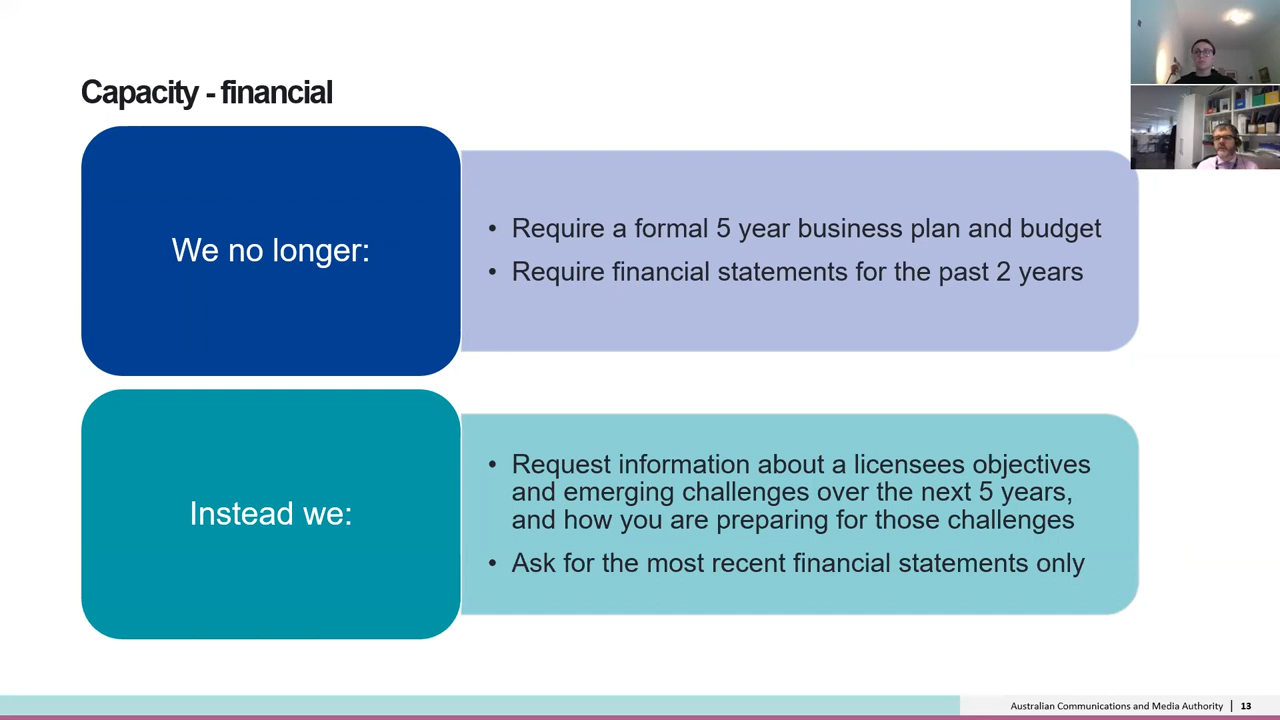 Capacity - financial
We no longer:
• Require a formal 5 year business plan and budget
• Require financial statements for the past 2 years
Instead we:
• Request information about a licensees objectives
and emerging challenges over the next 5 years,
and how you are preparing for those challenges
• Ask for the most recent financial statements only
Australian Communications and Media Authority | 13